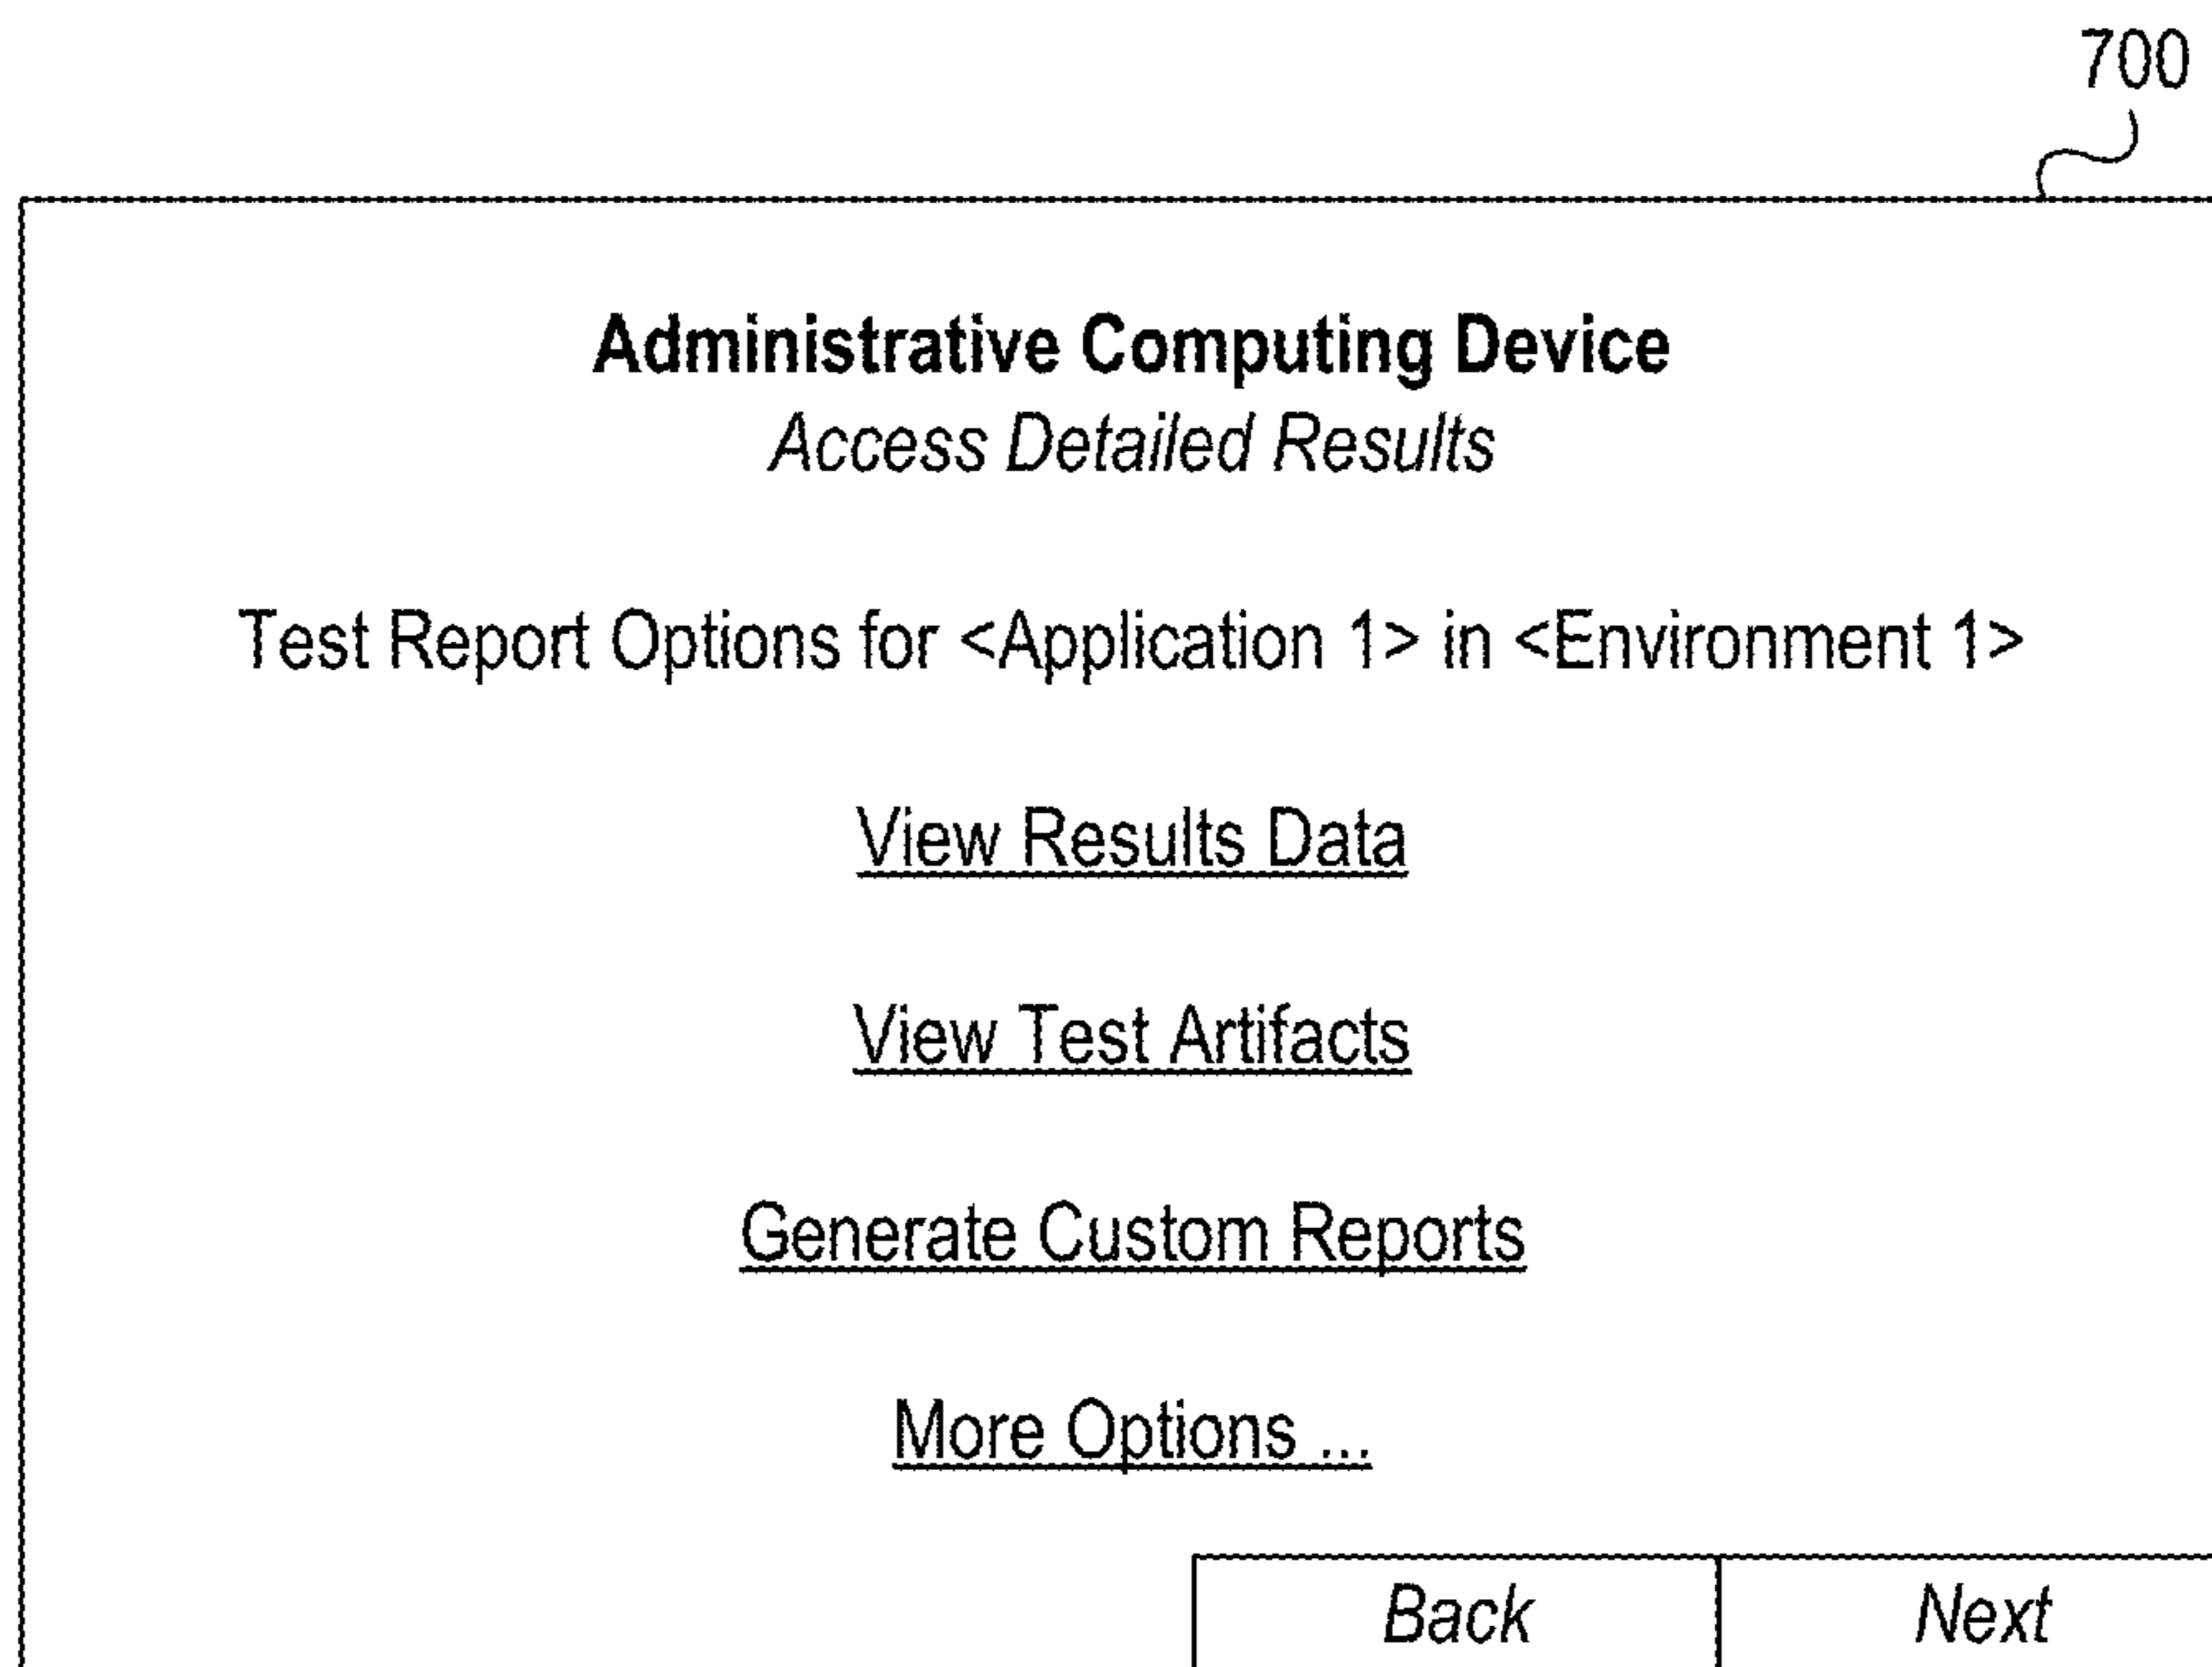 700
Administrative Computing Device
Access Detailed Results
Test Report Options for <Application 1> in <Environment 1>
View Results Data
View Test Artifacts
Generate Custom Reports
More Options ...
Back Next